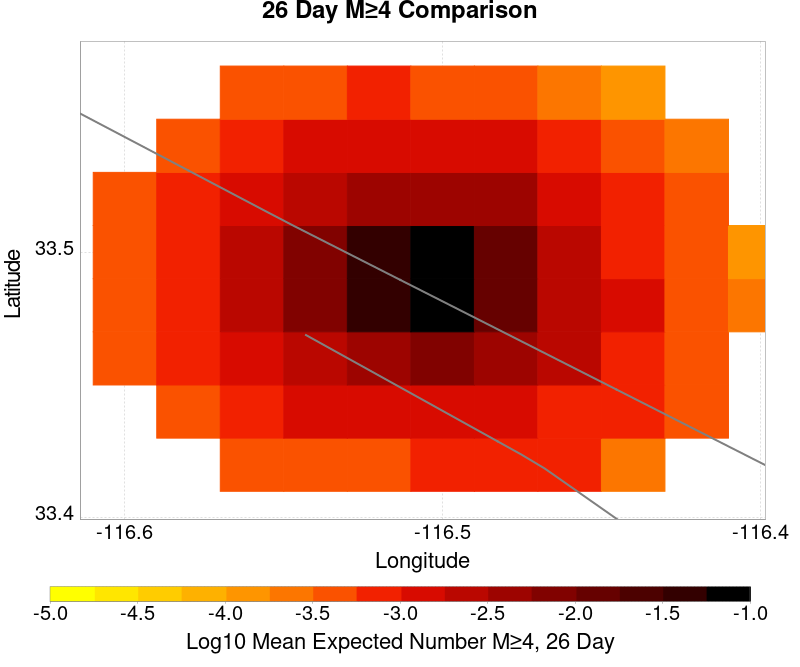 26 Day M≥4 Comparison
Latitude
33.5
33.4
-116.6 -116.5 -116.4
Longitude
-5.0 -4.5 -4.0 -3.5 -3.0 -2.5 -2.0 -1.5 -1.0
Log10 Mean Expected Number M≥4, 26 Day